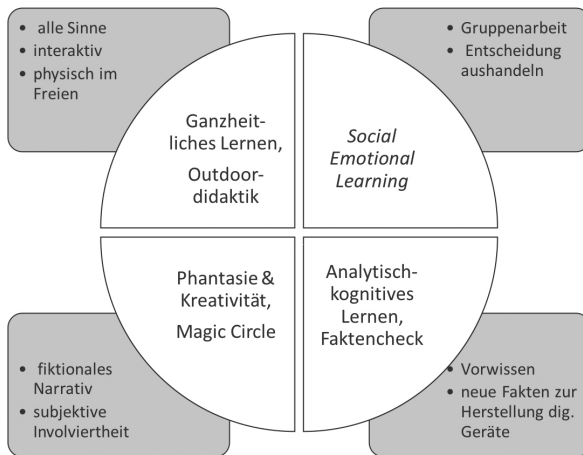 • alle Sinne
• interaktiv
• physisch im
Freien
• Gruppenarbeit
• Entscheidung
aushandeln
Ganzheit-
liches Lernen,
Outdoor-
didaktik
Social
Emotional
Learning
Phantasie &
Kreativität,
Magic Circle
Analytisch-
kognitives
Lernen,
Faktencheck
• fiktionales
Narrativ
• subjektive
Involviertheit
• Vorwissen
• neue Fakten zur
Herstellung dig.
Geräte